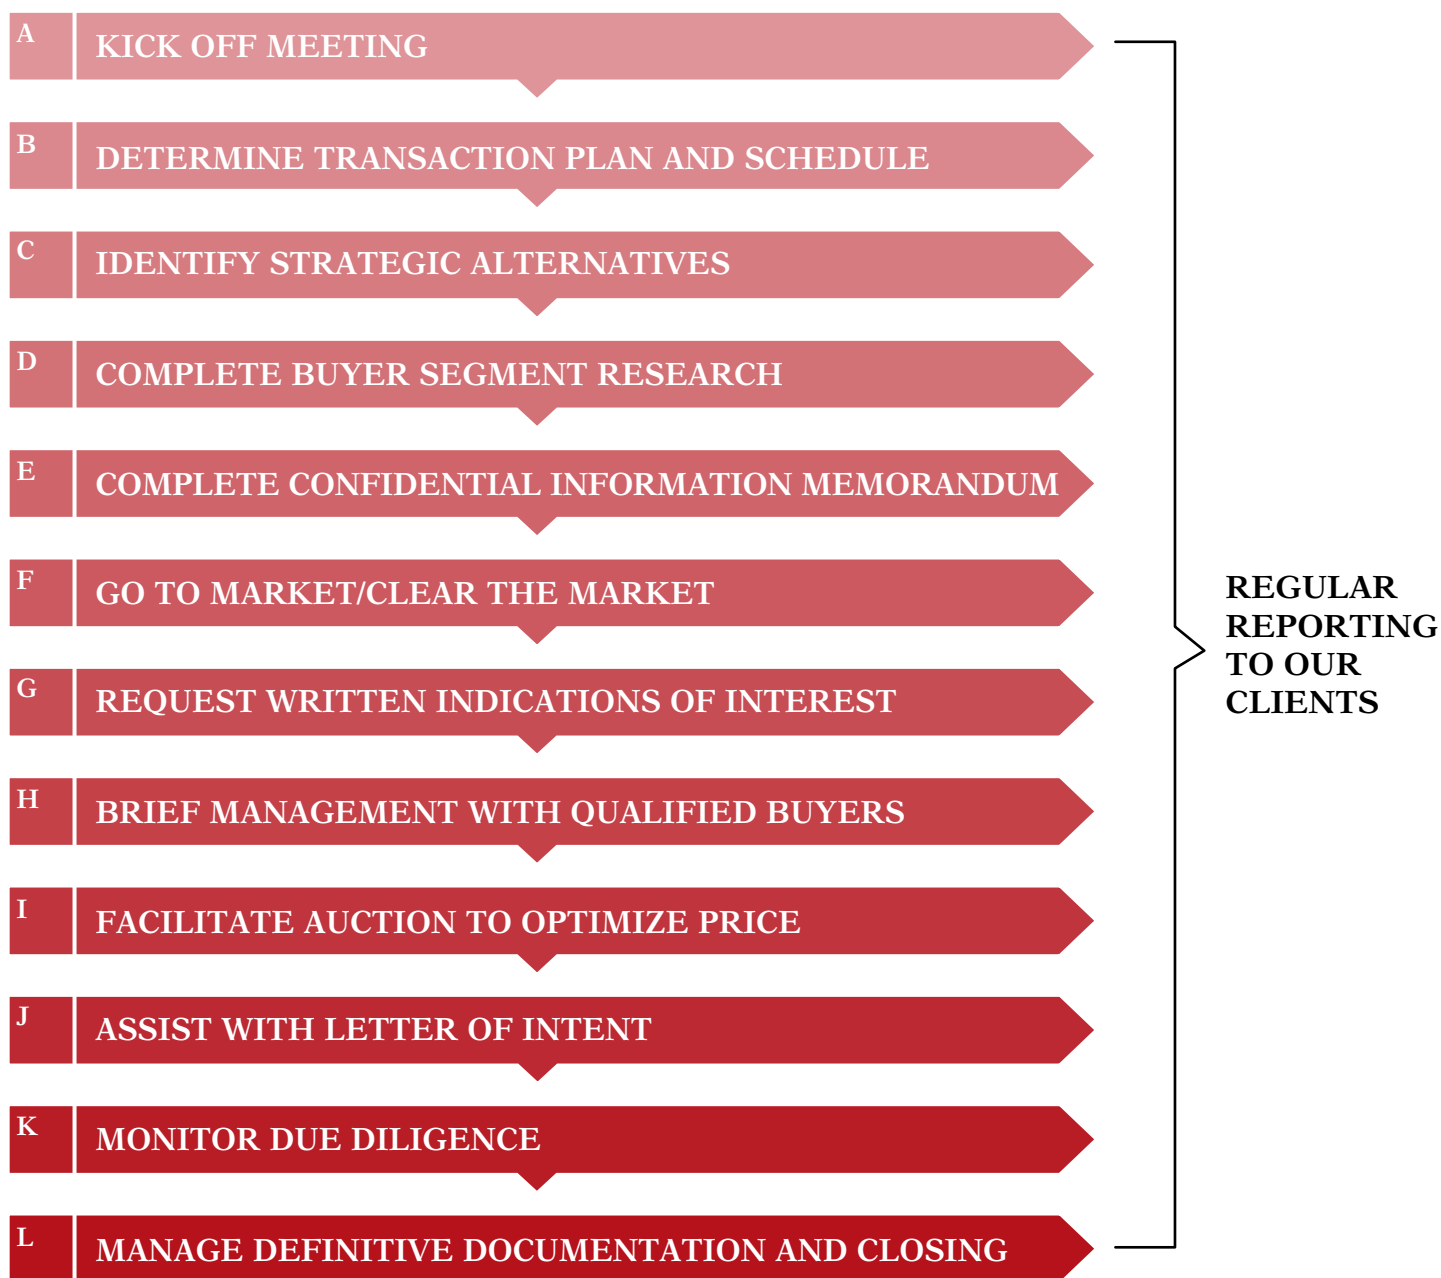 A
KICK OFF MEETING
B
DETERMINE TRANSACTION PLAN AND SCHEDULE
C
IDENTIFY STRATEGIC ALTERNATIVES
D
COMPLETE BUYER SEGMENT RESEARCH
E
COMPLETE CONFIDENTIAL INFORMATION MEMORANDUM
F
GO TO MARKET/CLEAR THE MARKET
G
REQUEST WRITTEN INDICATIONS OF INTEREST
H
BRIEF MANAGEMENT WITH QUALIFIED BUYERS
I
FACILITATE AUCTION TO OPTIMIZE PRICE
J
ASSIST WITH LETTER OF INTENT
K
MONITOR DUE DILIGENCE
L
MANAGE DEFINITIVE DOCUMENTATION AND CLOSING
REGULAR
REPORTING
TO OUR
CLIENTS